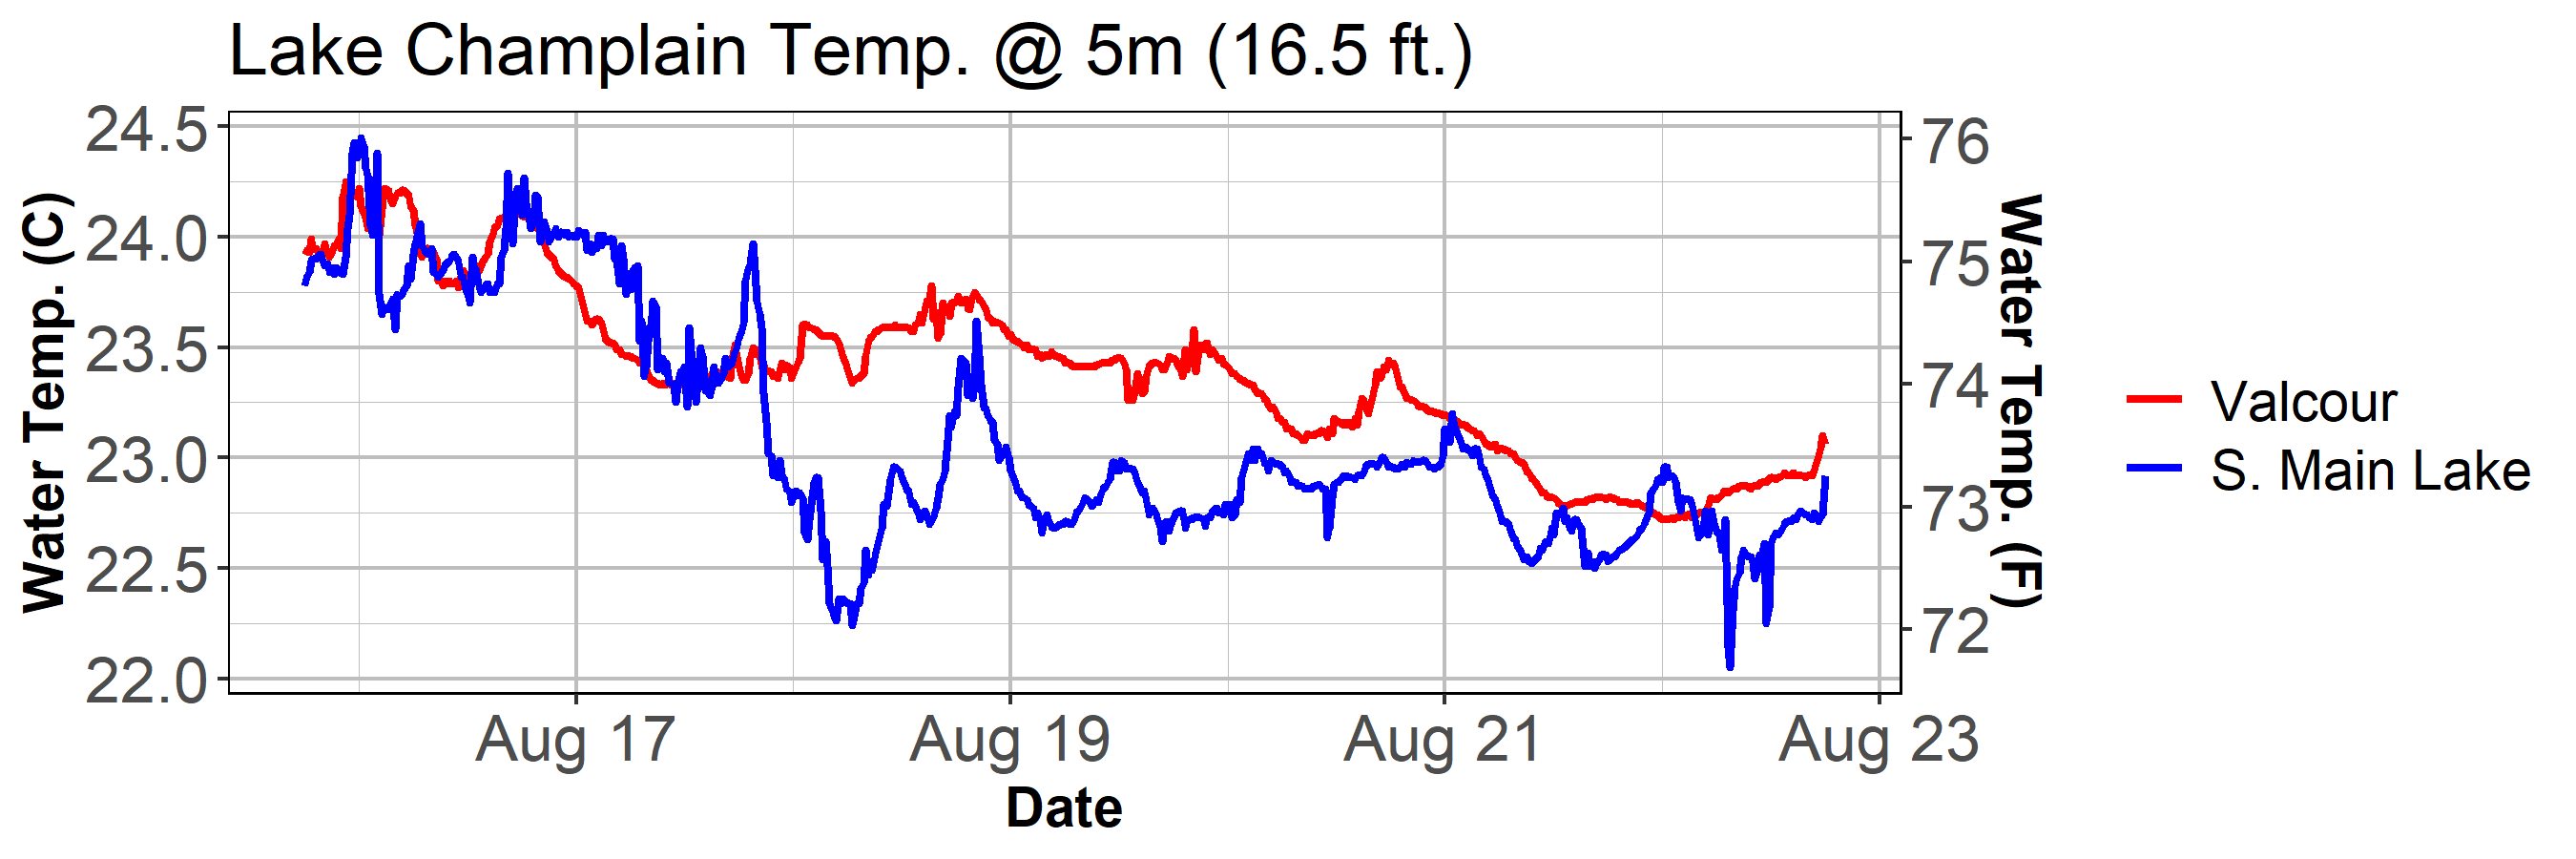 Lake Champlain Temp. @ 5m (16.5 ft.)
Water Temp. (C)
24.5
24.0
23.5
23.0
22.5
22.0
76
75
74
73
72
Water Temp. (F)
Aug 17
Aug 19
Aug 21
Aug 23
Date
Valcour
S. Main Lake